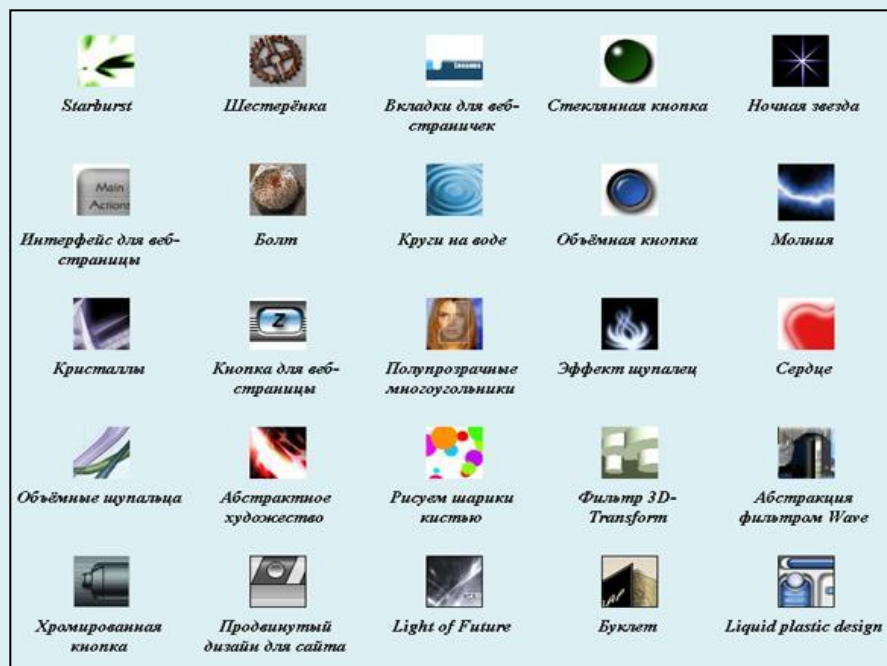 Starburst
Шестерёнка
Вкладки для веб-
страничек
Стеклянная кнопка
Ночная звезда
Main
Actions
Интерфейс для веб-
страницы
Болт
Круги на воде
Объёмная кнопка
Молния
Кристаллы
Z
Кнопка для веб-
страницы
Полупрозрачные
многоугольники
Эффект щупалец
Сердце
Объёмные щупальца
Абстрактное
художество
Рисуем шарики
кистью
Фильтр 3D-
Transform
Абстракция
фильтром Wave
Хромированная
кнопка
Продвинутый
дизайн для сайта
Light of Future
Буклет
Liquid plastic design